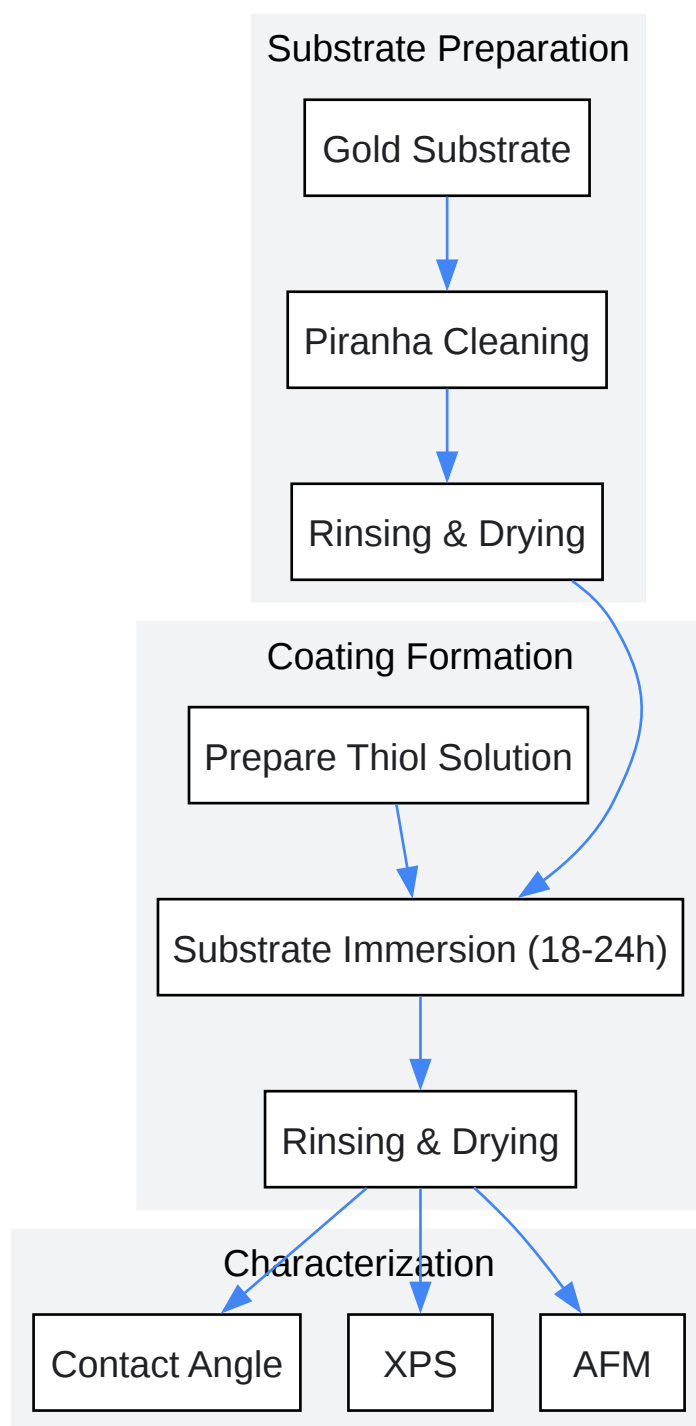 Substrate Preparation
Gold Substrate
Piranha Cleaning
Rinsing & Drying
Coating Formation
Prepare Thiol Solution
Substrate Immersion (18-24h)
Rinsing & Drying
Characterization
Contact Angle
XPS
AFM